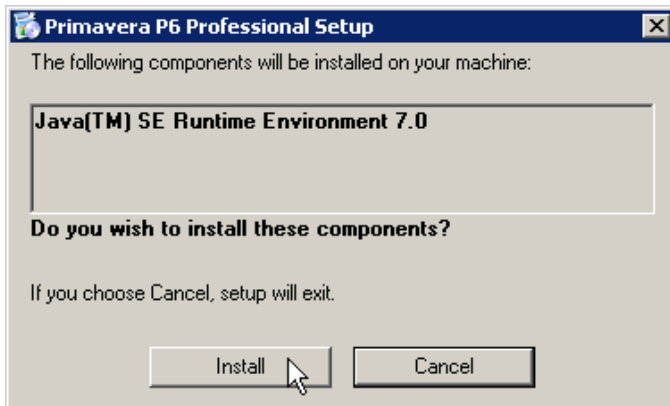 Primavera P6 Professional Setup
The following components will be installed on your machine:
Java(TM) SE Runtime Environment 7.0
Do you wish to install these components?
If you choose Cancel, setup will exit.
Install
Cancel